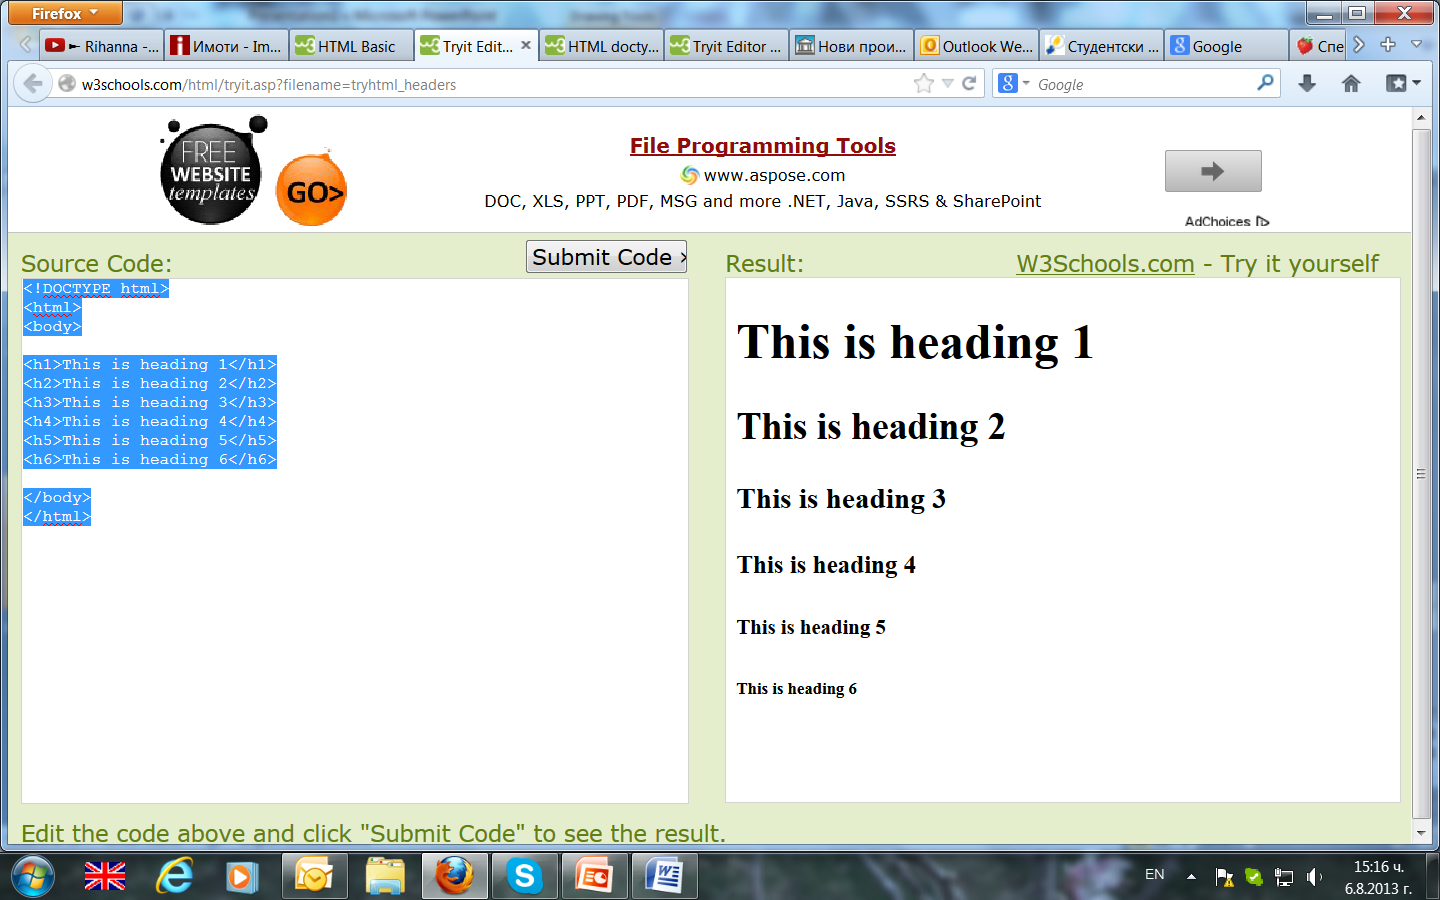 Firefox
Rihanna -...
Имоти - Im...
HTML Basic
Tryit Edit...
HTML docty...
Tryit Editor ...
Нови прои...
Outlook We...
Студентски ...
Google
Спе
w3schools.com/html/tryit.asp?filename=tryhtml_headers
Google
FREE
WEBSITE
templates
GO>
File Programming Tools
www.aspose.com
DOC, XLS, PPT, PDF, MSG and more .NET, Java, SSRS & SharePoint
AdChoices
Source Code:
Submit Code ›
Result:
W3Schools.com - Try it yourself
<!DOCTYPE html>
<html>
<body>
<h1>This is heading 1</h1>
<h2>This is heading 2</h2>
<h3>This is heading 3</h3>
<h4>This is heading 4</h4>
<h5>This is heading 5</h5>
<h6>This is heading 6</h6>
</body>
</html>
This is heading 1
This is heading 2
This is heading 3
This is heading 4
This is heading 5
This is heading 6
Edit the code above and click "Submit Code" to see the result.
EN
15:16 ч.
6.8.2013 г.